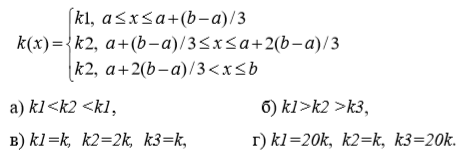 k(x) = { k1, a ≤ x ≤ a+(b−a)/3
k2, a+(b−a)/3 ≤ x ≤ a+2(b−a)/3
k2, a+2(b−a)/3 < x ≤ b
а) k1<k2 <k1, б) k1>k2 >k3,
в) k1=k, k2=2k, k3=k, г) k1=20k, k2=k, k3=20k.